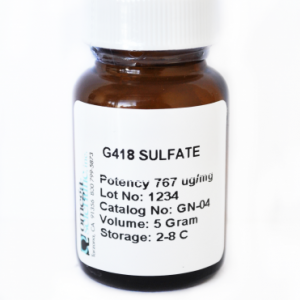 G418 SULFATE
Potency 767 ug/mg
Lot No: 1234
Catalog No: GN-04
Volume: 5 Gram
Storage: 2-8 C